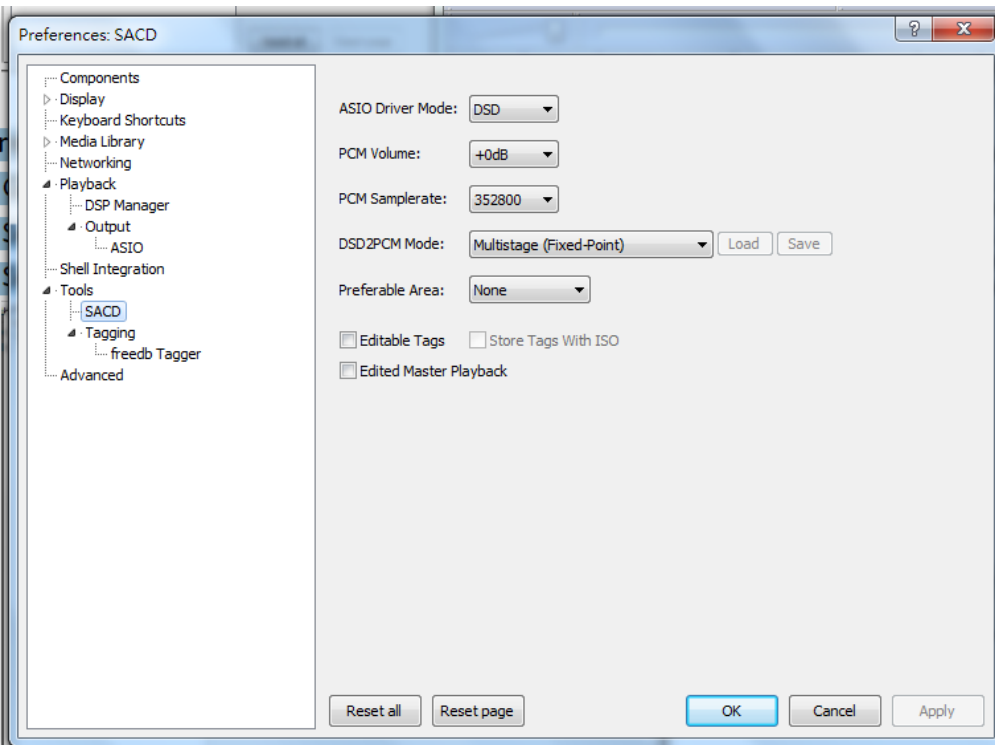 Preferences: SACD
Components
Display
Keyboard Shortcuts
Media Library
Networking
Playback
DSP Manager
Output
ASIO
Shell Integration
Tools
SACD
Tagging
freedb Tagger
Advanced
ASIO Driver Mode: DSD
PCM Volume: +0dB
PCM Samplerate: 352800
DSD2PCM Mode: Multistage (Fixed-Point) Load Save
Preferable Area: None
Editable Tags Store Tags With ISO
Edited Master Playback
Reset all Reset page OK Cancel Apply